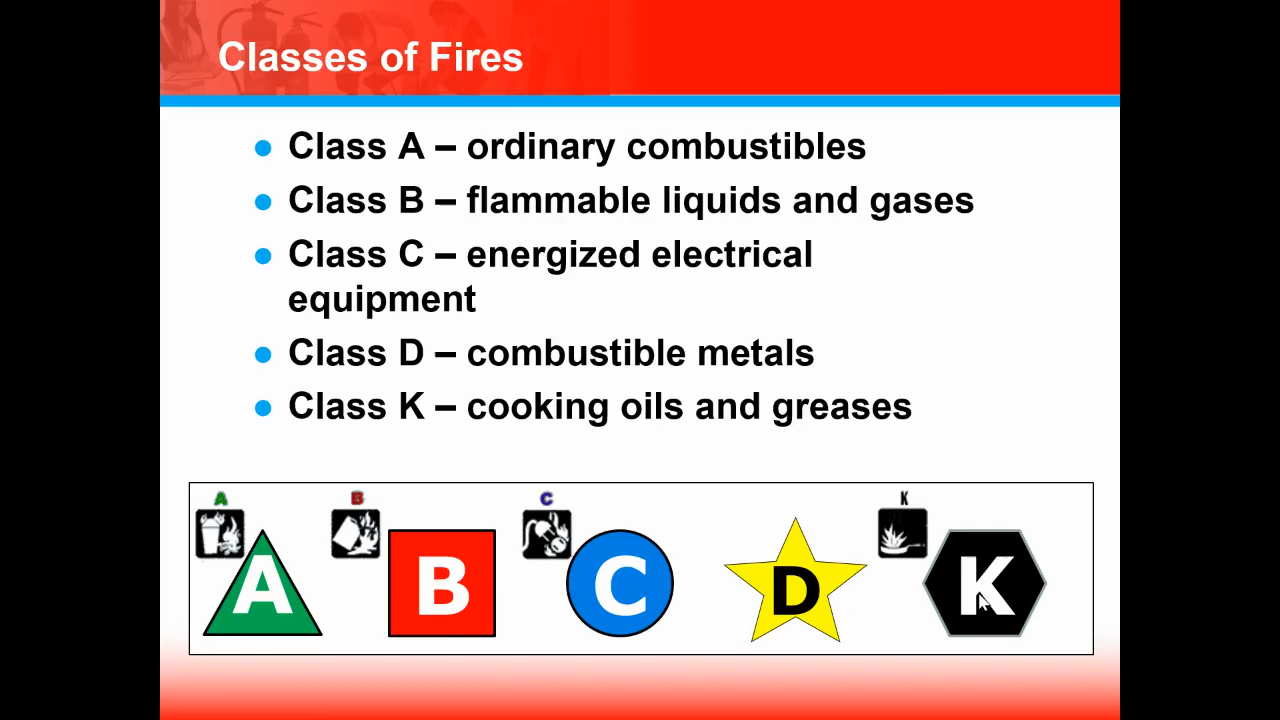 Classes of Fires
● Class A – ordinary combustibles
● Class B – flammable liquids and gases
● Class C – energized electrical
equipment
● Class D – combustible metals
● Class K – cooking oils and greases
A B C K
A B C D K